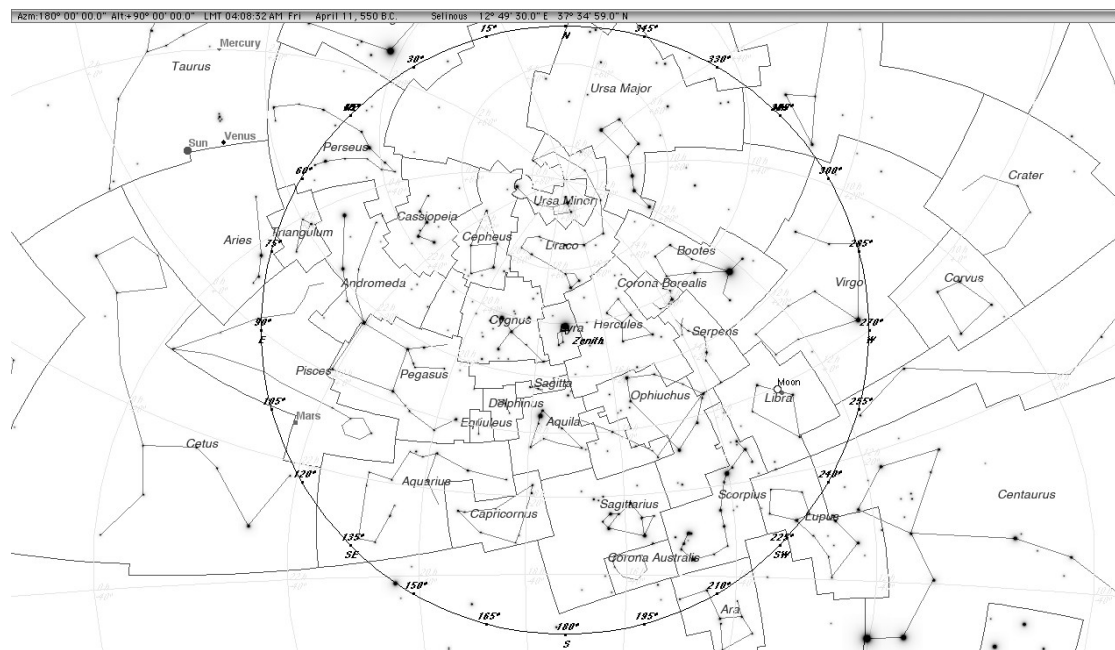 Azm:180° 00' 00.0" Alt:+90° 00' 00.0" LMT 04:08:32 AM Fri April 11, 550 B.C. Selinous 12° 49' 30.0" E 37° 34' 59.0" N
15°
N
345°
Mercury
Taurus
30°
330°
Ursa Major
Sun
Venus
Perseus
60°
300°
Crater
Ursa Minor
Cassiopeia
Triangulum
Cepheus
Aries
75°
Draco
Bootes
285°
Andromeda
Corona Borealis
Virgo
Corvus
Cygnus
Lyra
Hercules
Serpens
90°
E
Zenith
270°
W
Pisces
Pegasus
Sagitta
Moon
Delphinus
Ophiuchus
Libra
105°
255°
Mars
Equuleus
Aquila
Cetus
120°
240°
Aquarius
Scorpius
Centaurus
Capricornus
Sagittarius
Lupus
135°
SE
225°
SW
Corona Australis
150°
210°
Ara
165°
180°
195°
S